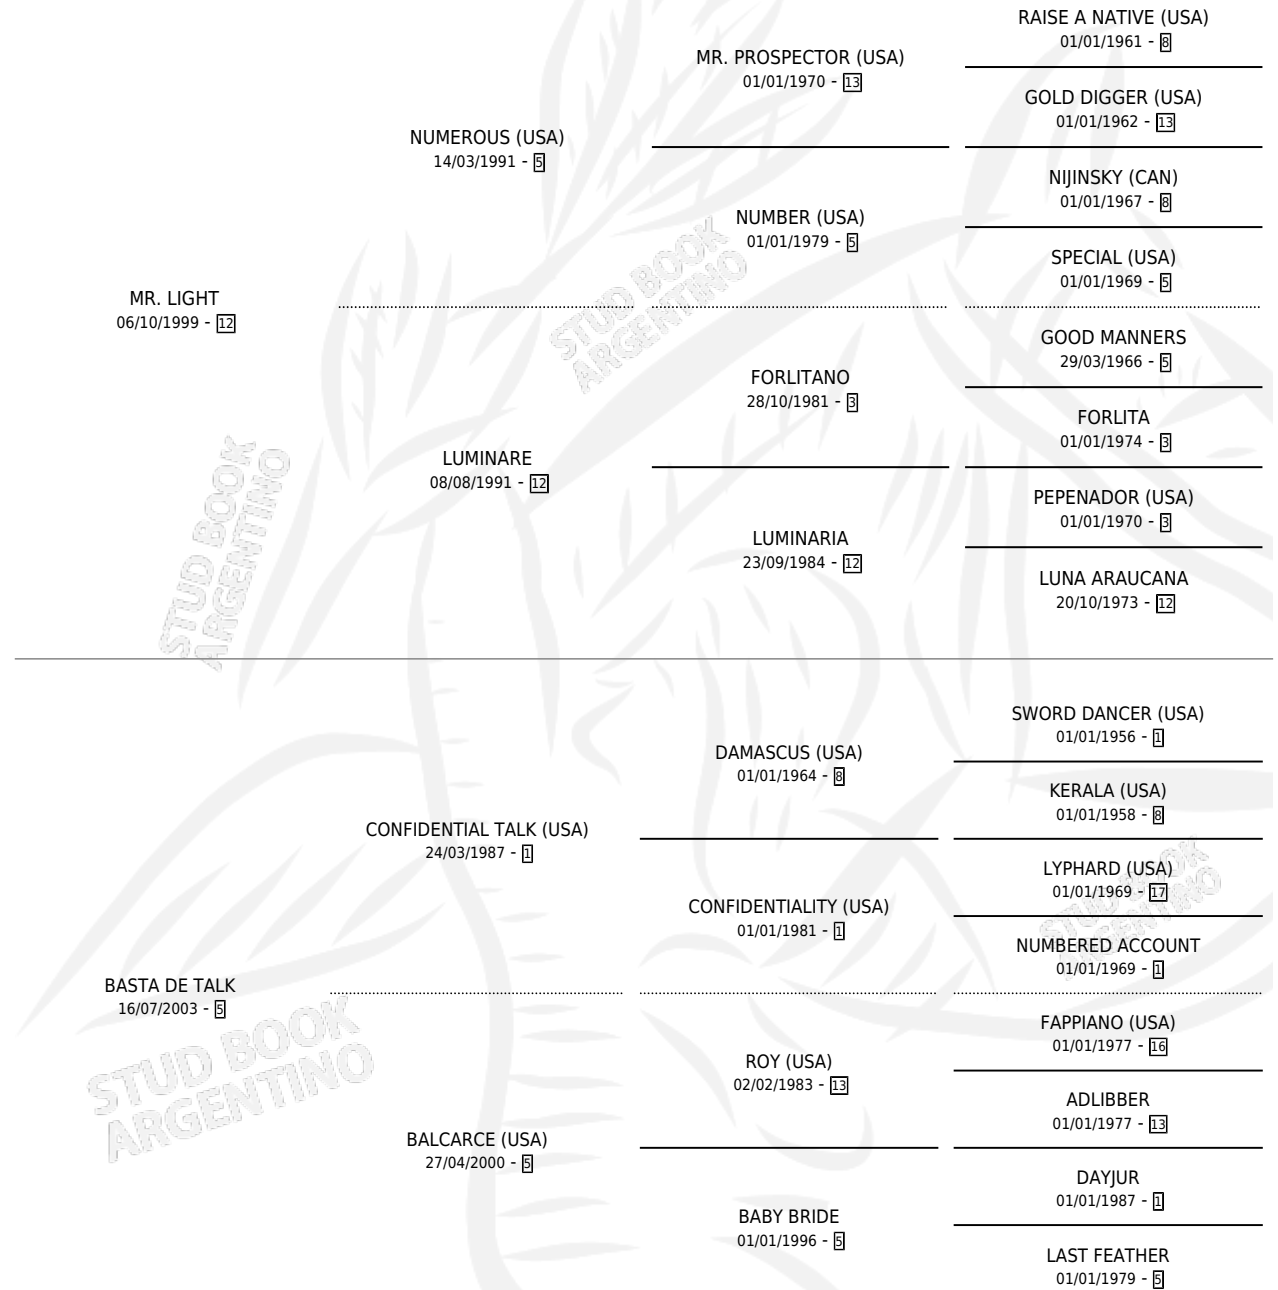 RAISE A NATIVE (USA)
01/01/1961 - 8
MR. PROSPECTOR (USA)
01/01/1970 - 13
GOLD DIGGER (USA)
01/01/1962 - 13
NUMEROUS (USA)
14/03/1991 - 5
NIJINSKY (CAN)
01/01/1967 - 8
NUMBER (USA)
01/01/1979 - 5
SPECIAL (USA)
01/01/1969 - 5
MR. LIGHT
06/10/1999 - 12
STUD BOOK
ARGENTINO
GOOD MANNERS
29/03/1966 - 5
FORLITANO
28/10/1981 - 3
FORLITA
01/01/1974 - 3
LUMINARE
08/08/1991 - 12
PEPENADOR (USA)
01/01/1970 - 3
LUMINARIA
23/09/1984 - 12
LUNA ARAUCANA
20/10/1973 - 12
STUD BOOK
ARGENTINO
SWORD DANCER (USA)
01/01/1956 - 1
DAMASCUS (USA)
01/01/1964 - 8
KERALA (USA)
01/01/1958 - 8
CONFIDENTIAL TALK (USA)
24/03/1987 - 1
LYPHARD (USA)
01/01/1969 - 17
CONFIDENTIALITY (USA)
01/01/1981 - 1
NUMBERED ACCOUNT
01/01/1969 - 1
STUD BOOK
ARGENTINO
BASTA DE TALK
16/07/2003 - 5
STUD BOOK
ARGENTINO
FAPPIANO (USA)
01/01/1977 - 16
ROY (USA)
02/02/1983 - 13
ADLIBBER
01/01/1977 - 13
BALCARCE (USA)
27/04/2000 - 5
DAYJUR
01/01/1987 - 1
BABY BRIDE
01/01/1996 - 5
LAST FEATHER
01/01/1979 - 5